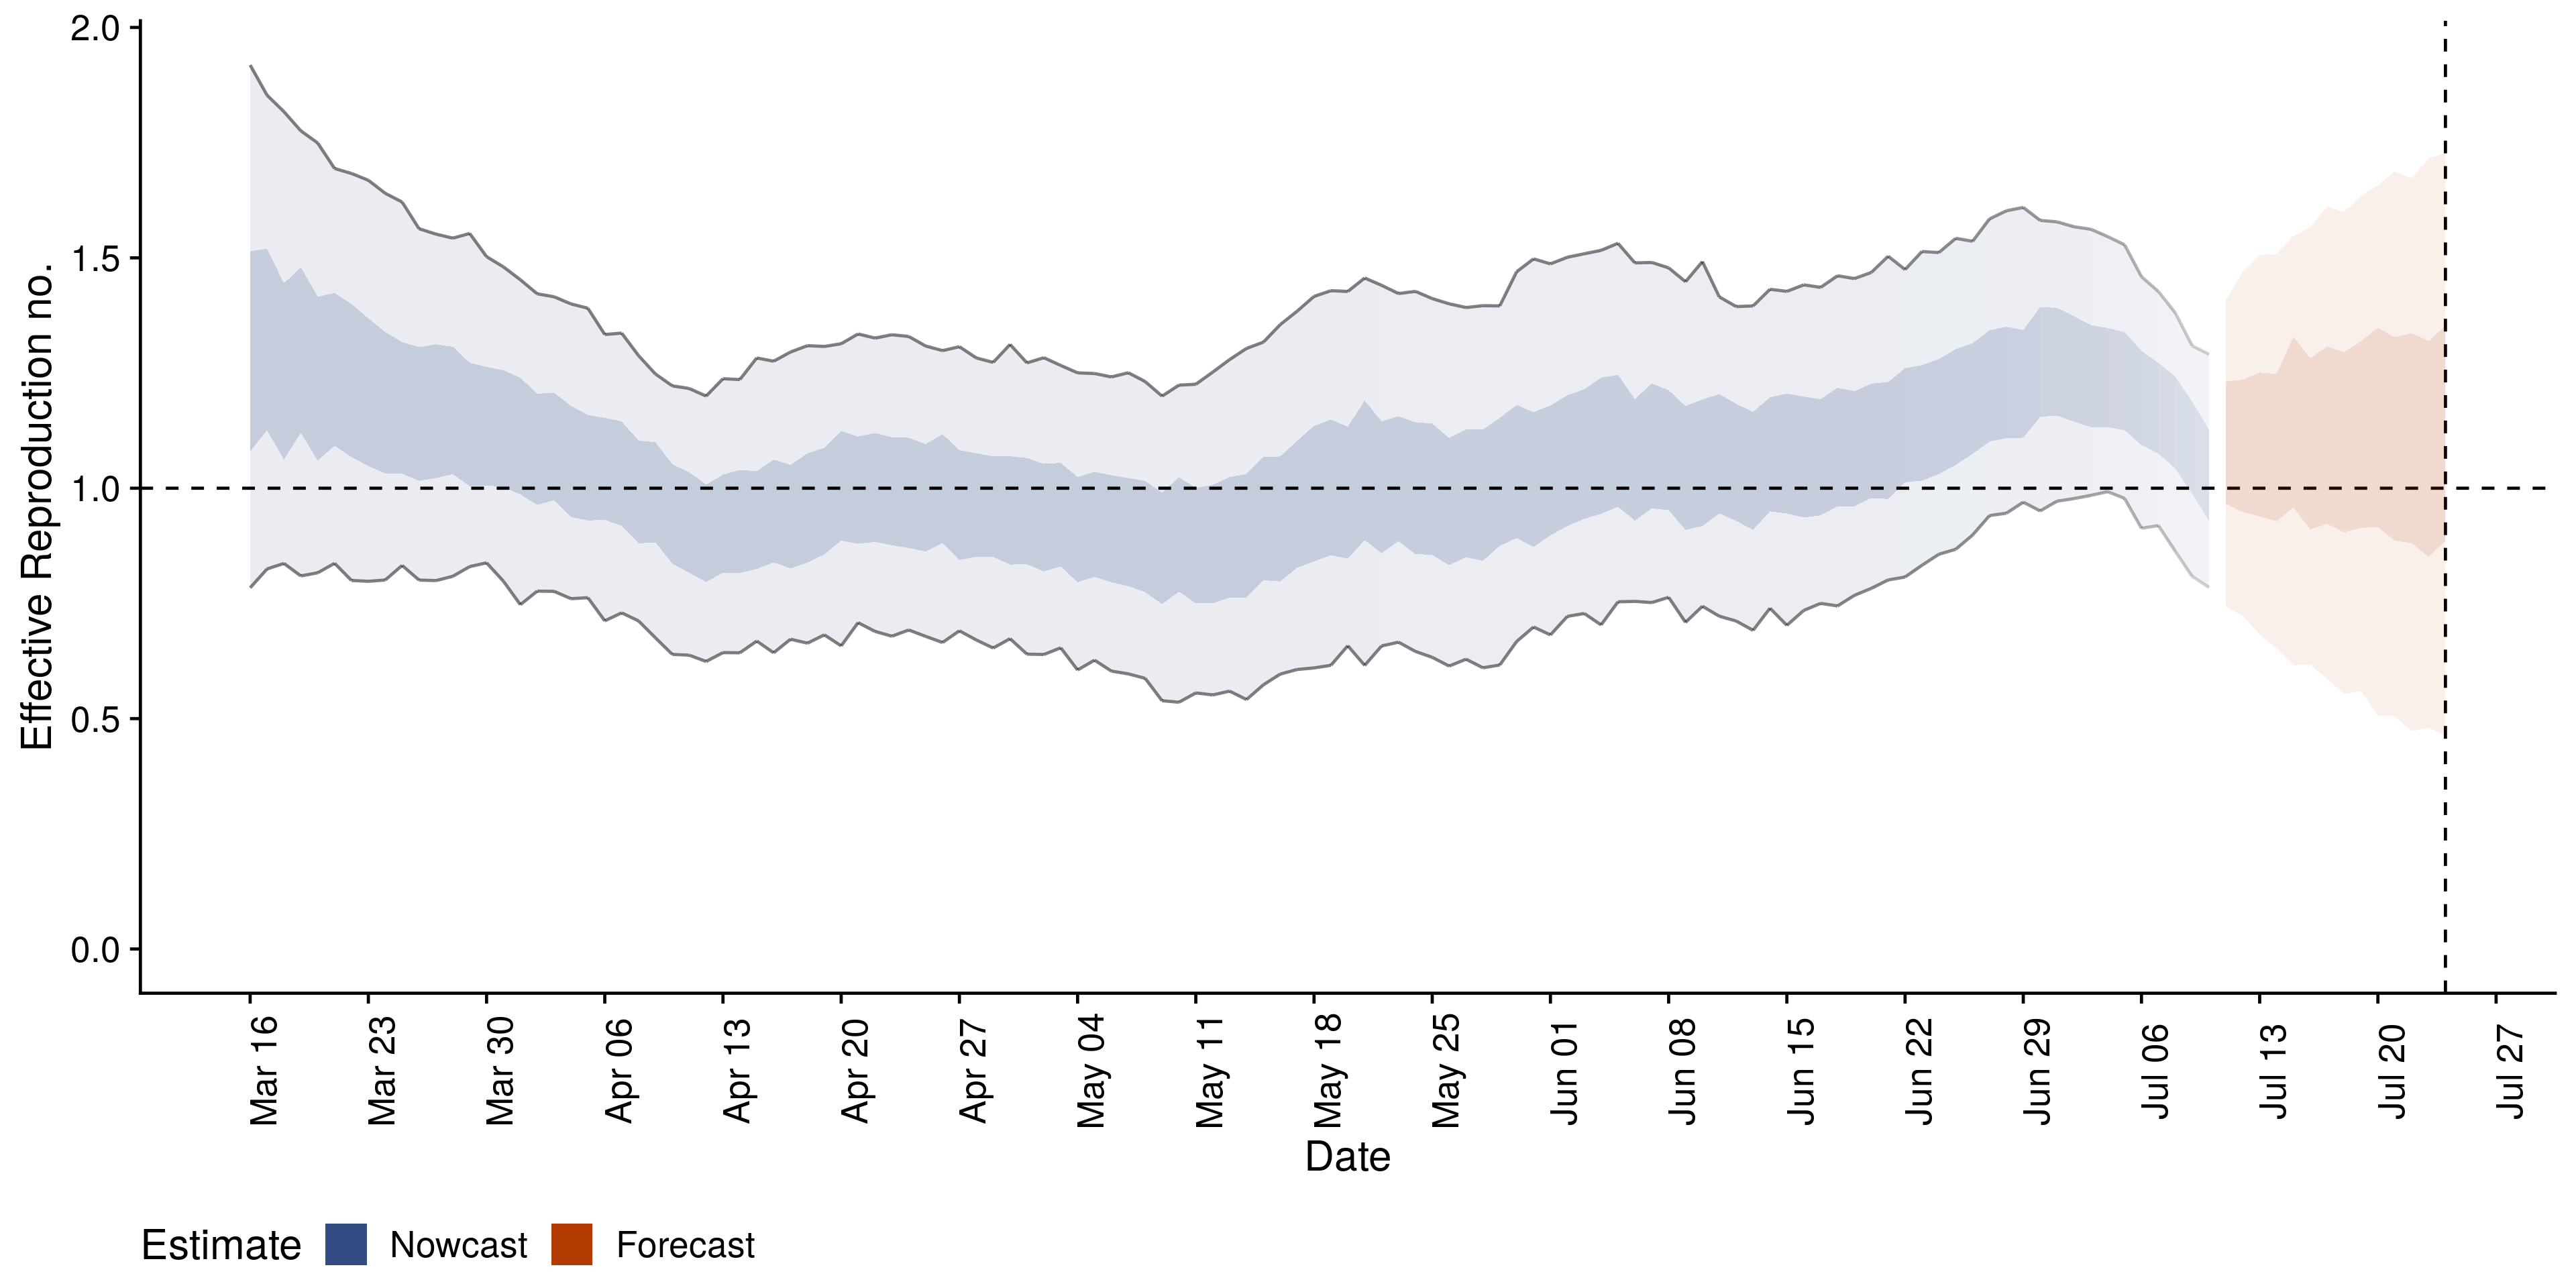 Effective Reproduction no.
2.0
1.5
1.0
0.5
0.0
Mar 16
Mar 23
Mar 30
Apr 06
Apr 13
Apr 20
Apr 27
May 04
May 11
May 18
May 25
Jun 01
Jun 08
Jun 15
Jun 22
Jun 29
Jul 06
Jul 13
Jul 20
Jul 27
Date
Estimate Nowcast Forecast